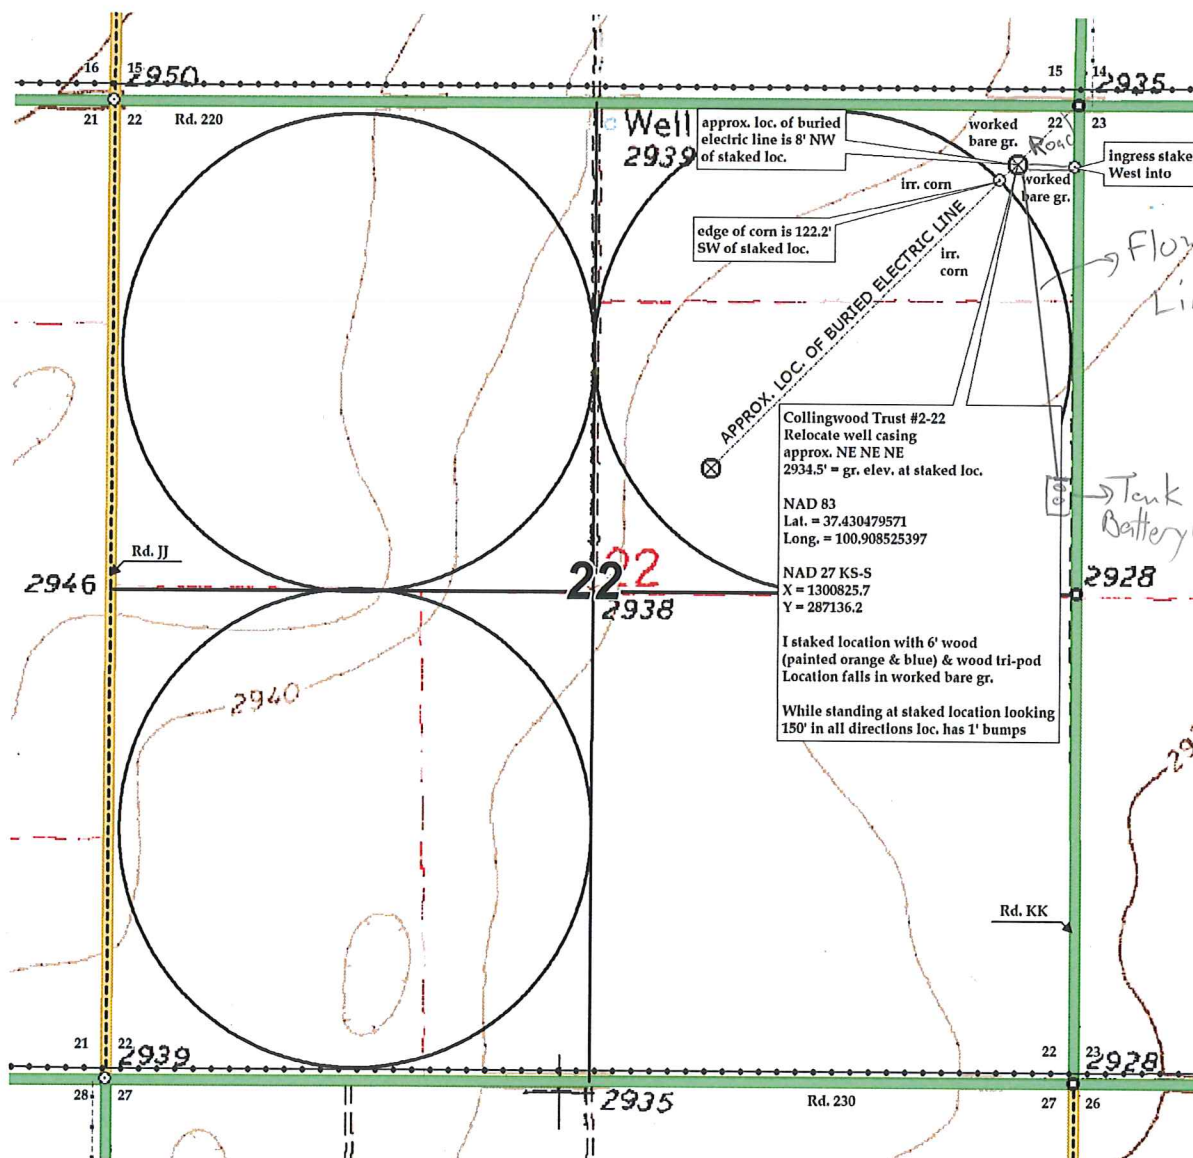 16 15
2950
15 14
2935
21 22
Rd. 220
22 23
Well
2939
approx. loc. of buried
electric line is 8' NW
of staked loc.
worked
bare gr.
Road
ingress stake
West into
irr. corn
worked
bare gr.
edge of corn is 122.2'
SW of staked loc.
irr.
corn
APPROX. LOC. OF BURIED ELECTRIC LINE
Collingwood Trust #2-22
Relocate well casing
approx. NE NE NE
2934.5' = gr. elev. at staked loc.
NAD 83
Lat. = 37.430479571
Long. = 100.908525397
NAD 27 KS-S
X = 1300825.7
Y = 287136.2
I staked location with 6' wood
(painted orange & blue) & wood tri-pod
Location falls in worked bare gr.
While standing at staked location looking
150' in all directions loc. has 1' bumps
Tank
Battery
Rd. JJ
2946
22
22
2938
2928
2940
Rd. KK
21 22
2939
22 23
2928
28 27
2935
Rd. 230
27 26